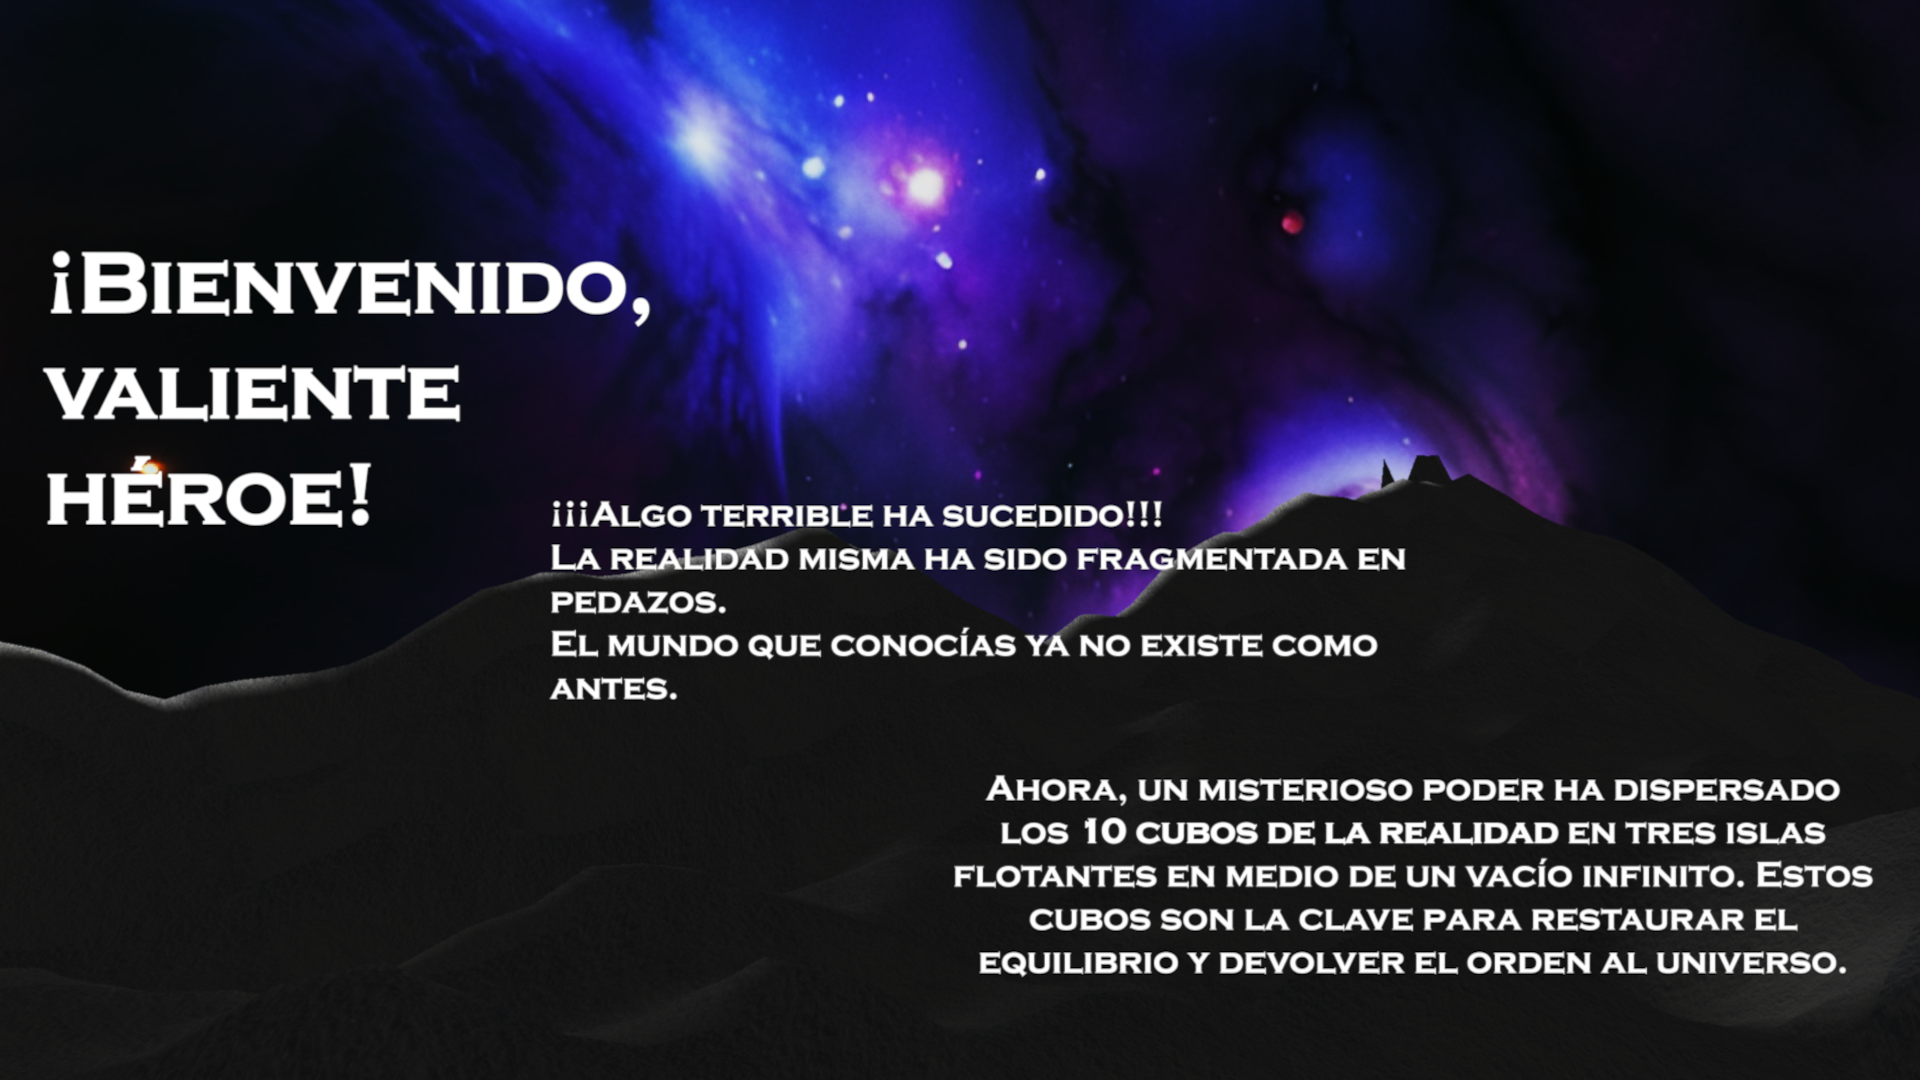 ¡Bienvenido,
valiente
héroe!
¡¡¡Algo terrible ha sucedido!!!
La realidad misma ha sido fragmentada en
pedazos.
El mundo que conocías ya no existe como
antes.
Ahora, un misterioso poder ha dispersado
los 10 cubos de la realidad en tres islas
flotantes en medio de un vacío infinito. Estos
cubos son la clave para restaurar el
equilibrio y devolver el orden al universo.